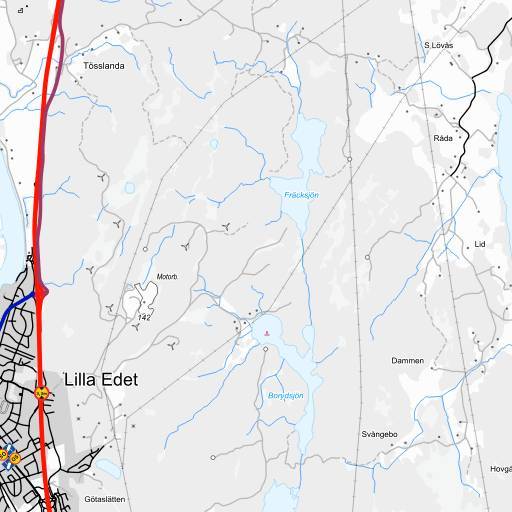 S Lövås
Tösslanda
Råda
Fräcksjön
Lid
Motorb.
142
Dammen
Lilla Edet
Bondsjön
Svängebo
Hovgå
Götaslätten